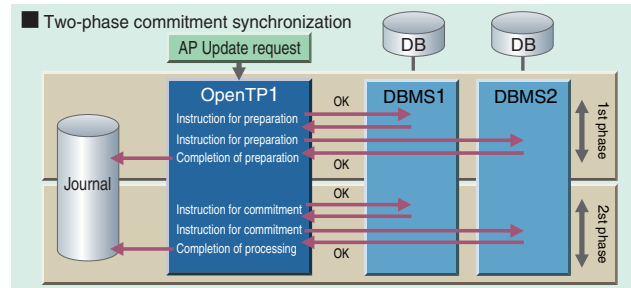 ■ Two-phase commitment synchronization
AP Update request
DB
DB
OpenTP1
DBMS1
DBMS2
OK
Instruction for preparation
Instruction for preparation
Completion of preparation
OK
1st phase
Journal
OK
Instruction for commitment
Instruction for commitment
Completion of processing
OK
2st phase